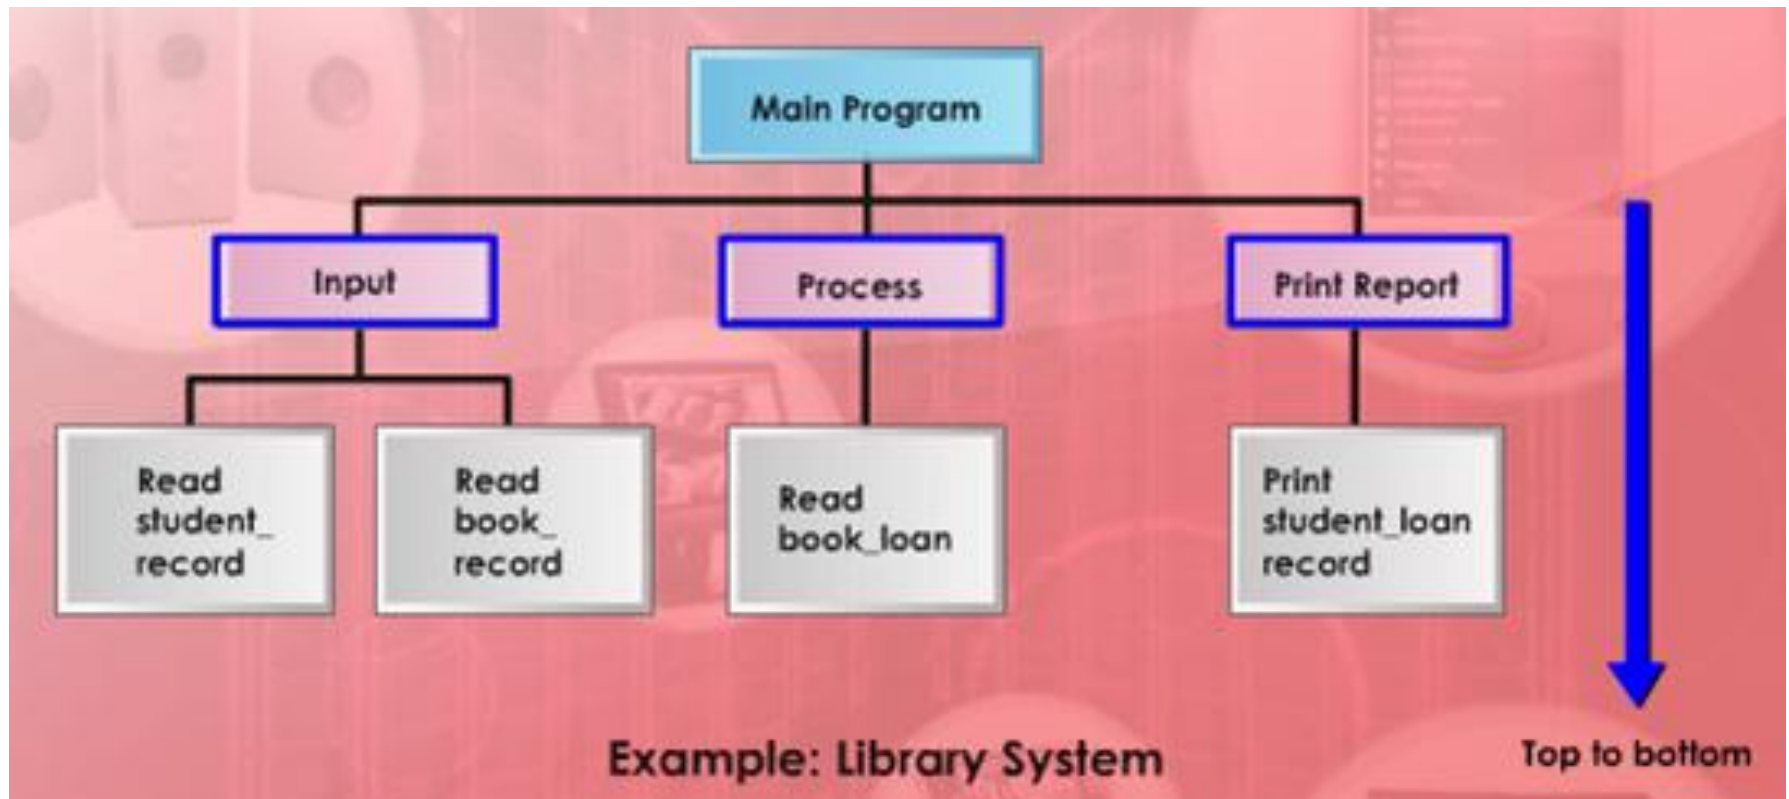 Main Program
Input
Process
Print Report
Read
student_
record
Read
book_
record
Read
book_loan
Print
student_loan
record
Example: Library System
Top to bottom